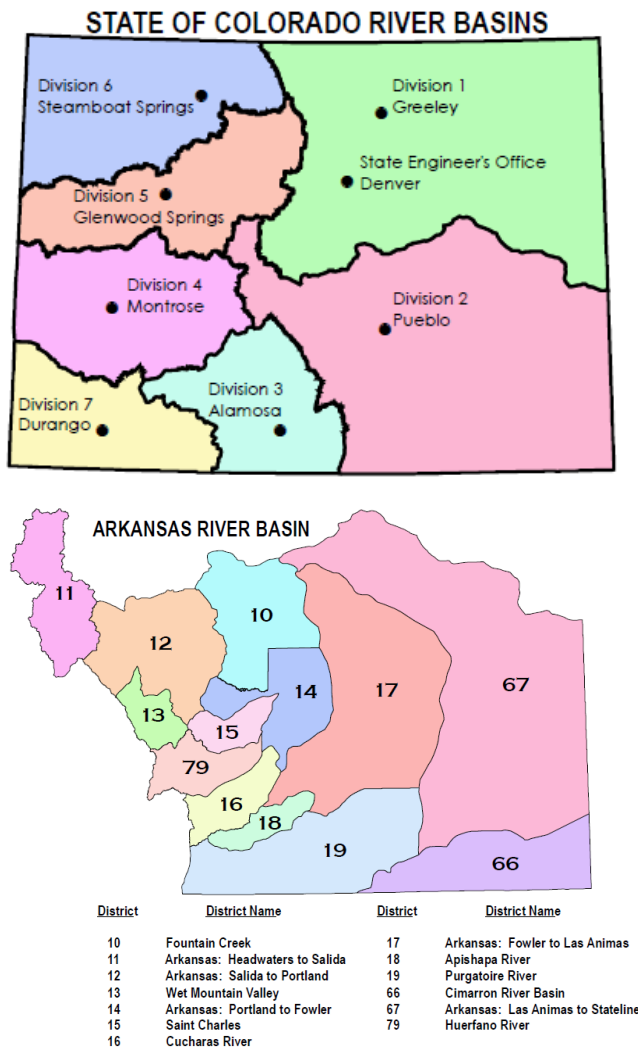 STATE OF COLORADO RIVER BASINS
Division 6
Steamboat Springs
Division 1
Greeley
State Engineer's Office
Denver
Division 5
Glenwood Springs
Division 4
Montrose
Division 2
Pueblo
Division 3
Alamosa
Division 7
Durango
ARKANSAS RIVER BASIN
11
10
12
14
17
67
13
15
79
16
18
19
66
District District Name District District Name
10 Fountain Creek 17 Arkansas: Fowler to Las Animas
11 Arkansas: Headwaters to Salida 18 Apishapa River
12 Arkansas: Salida to Portland 19 Purgatoire River
13 Wet Mountain Valley 66 Cimarron River Basin
14 Arkansas: Portland to Fowler 67 Arkansas: Las Animas to Stateline
15 Saint Charles 79 Huerfano River
16 Cucharas River